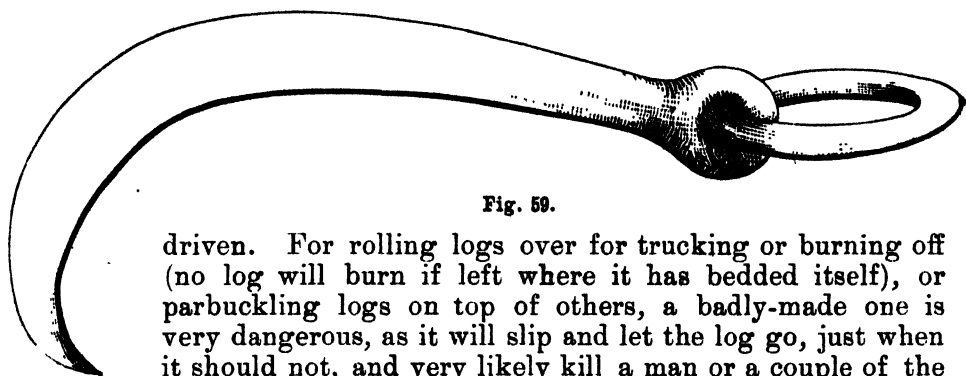 Fig. 59.
driven. For rolling logs over for trucking or burning off
(no log will burn if left where it has bedded itself), or
parbuckling logs on top of others, a badly-made one is
very dangerous, as it will slip and let the log go, just when
it should not, and very likely kill a man or a couple of the